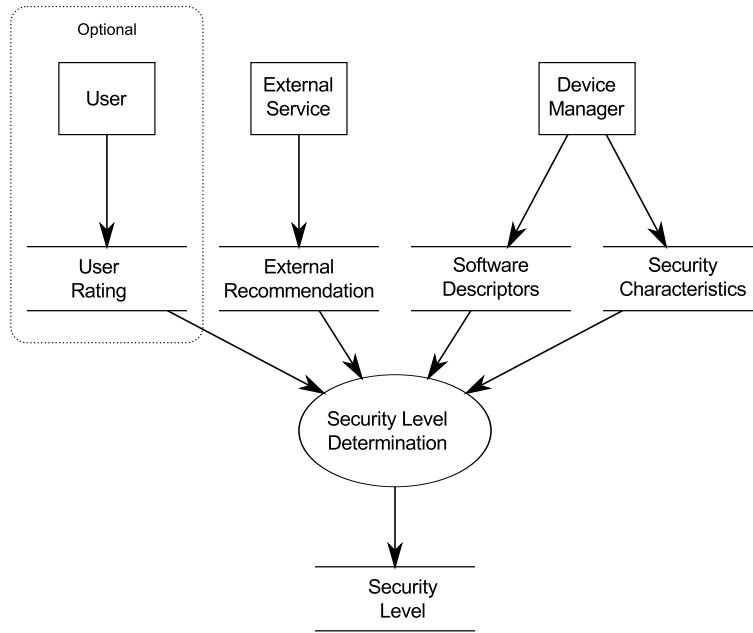 Optional
User
External
Service
Device
Manager
User
Rating
External
Recommendation
Software
Descriptors
Security
Characteristics
Security Level
Determination
Security
Level